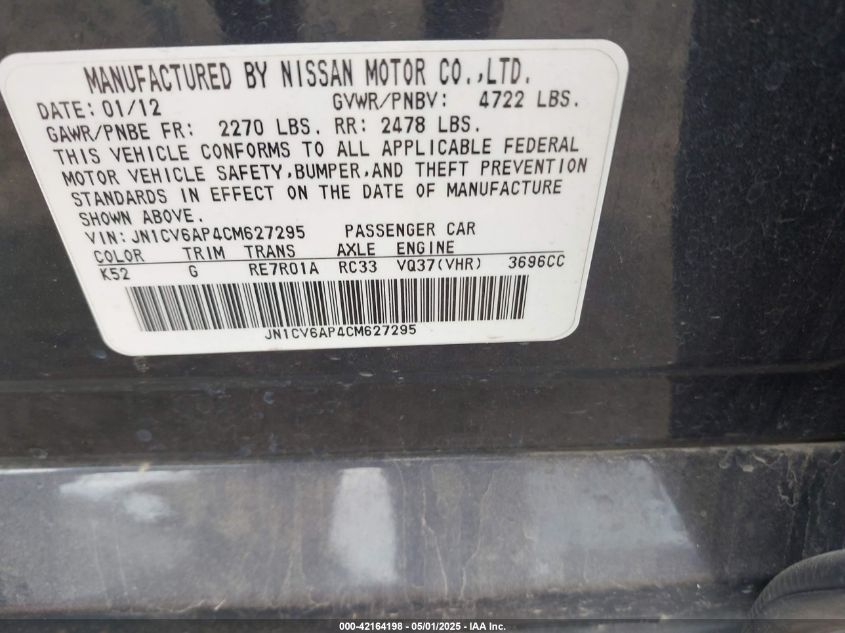 MANUFACTURED BY NISSAN MOTOR CO.,LTD.
DATE: 01/12 GVWR/PNBV: 4722 LBS.
GAWR/PNBE FR: 2270 LBS. RR: 2478 LBS.
THIS VEHICLE CONFORMS TO ALL APPLICABLE FEDERAL
MOTOR VEHICLE SAFETY,BUMPER,AND THEFT PREVENTION
STANDARDS IN EFFECT ON THE DATE OF MANUFACTURE
SHOWN ABOVE.
VIN:JN1CV6AP4CM627295 PASSENGER CAR
COLOR TRIM TRANS AXLE ENGINE
K52 G RE7R01A RC33 VQ37(VHR) 3696CC
JN1CV6AP4CM627295
000-42164198 - 05/01/2025 - IAA Inc.